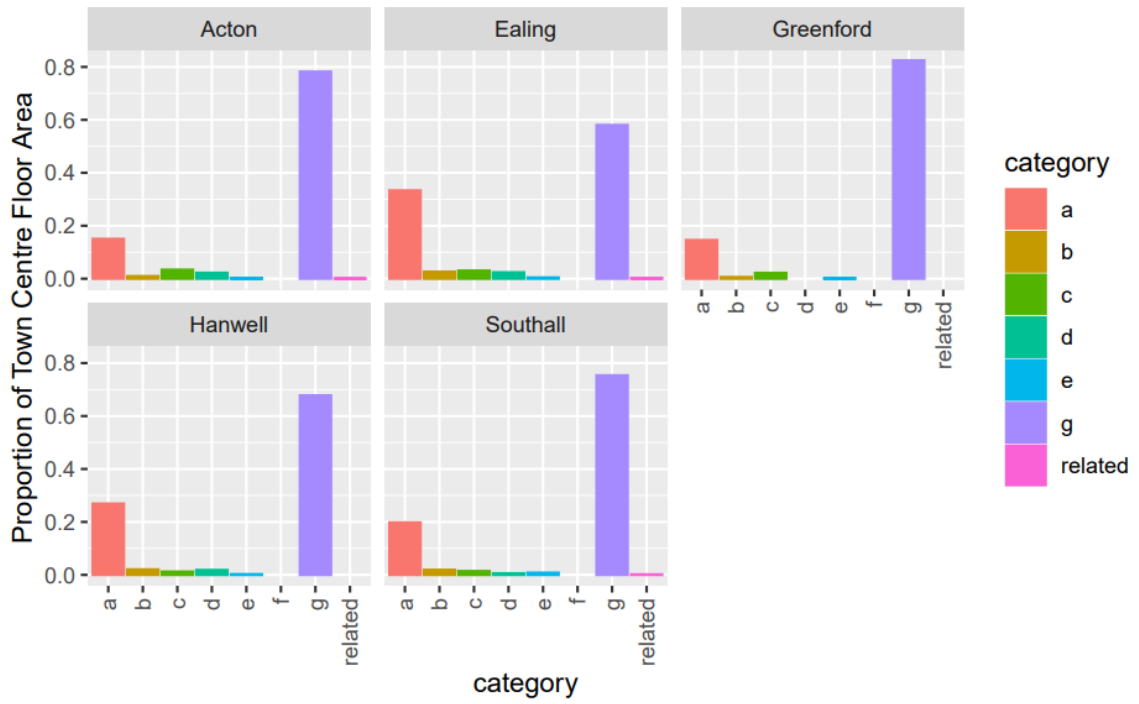 Proportion of Town Centre Floor Area
Acton
Ealing
Greenford
0.8
0.6
0.4
0.2
0.0
a
b
c
d
e
f
g
related
Hanwell
Southall
0.8
0.6
0.4
0.2
0.0
a
b
c
d
e
f
g
related
a
b
c
d
e
f
g
related
category
category
a
b
c
d
e
g
related